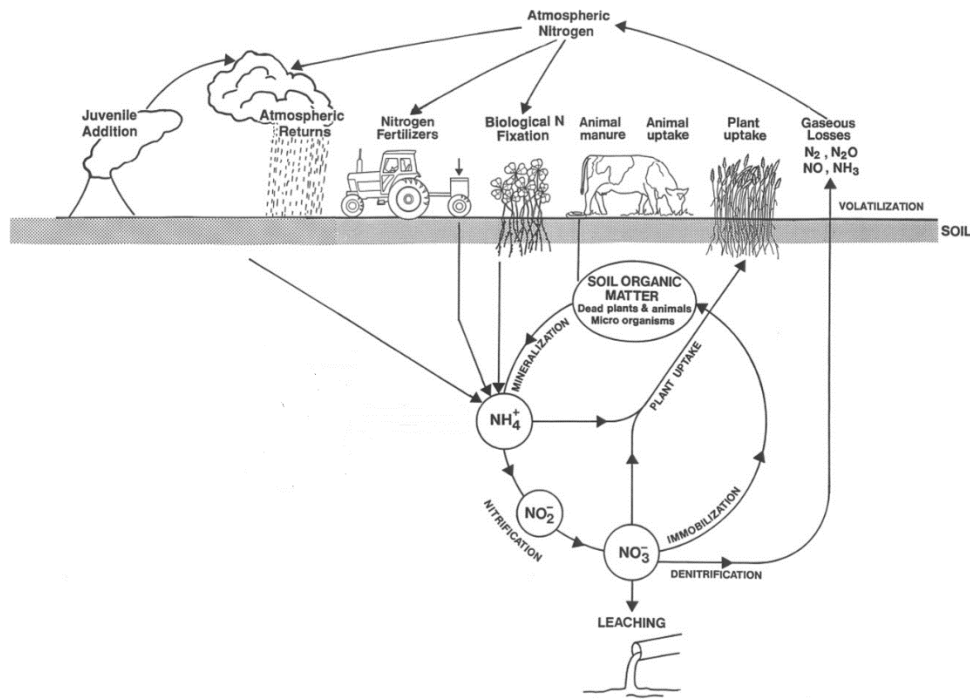 Atmospheric
Nitrogen
Juvenile
Addition
Atmospheric
Returns
Nitrogen
Fertilizers
Biological N
Fixation
Animal
manure
Animal
uptake
Plant
uptake
Gaseous
Losses
N₂ , N₂O
NO , NH₃
VOLATILIZATION
SOIL
SOIL ORGANIC
MATTER
Dead plants & animals
Micro organisms
MINERALIZATION
PLANT UPTAKE
NH₄⁺
NO₂⁻
NITRIFICATION
NO₃⁻
IMMOBILIZATION
DENITRIFICATION
LEACHING